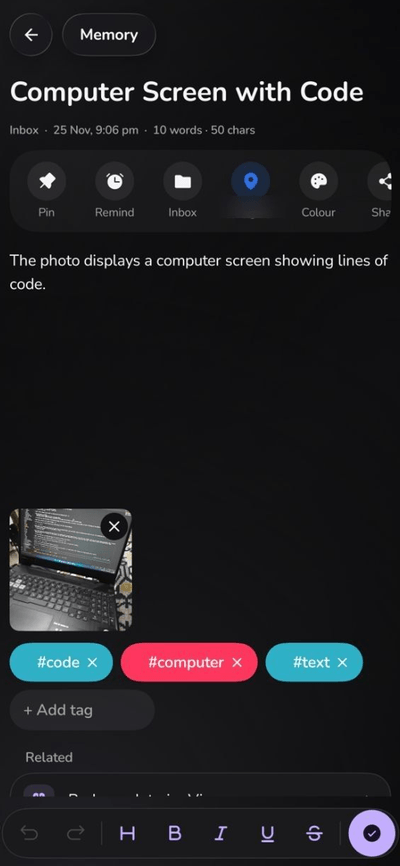 Memory
Computer Screen with Code
Inbox · 25 Nov, 9:06 pm · 10 words · 50 chars
Pin Remind Inbox Colour
The photo displays a computer screen showing lines of
code.
#code × #computer × #text ×
+ Add tag
Related
H B I U S